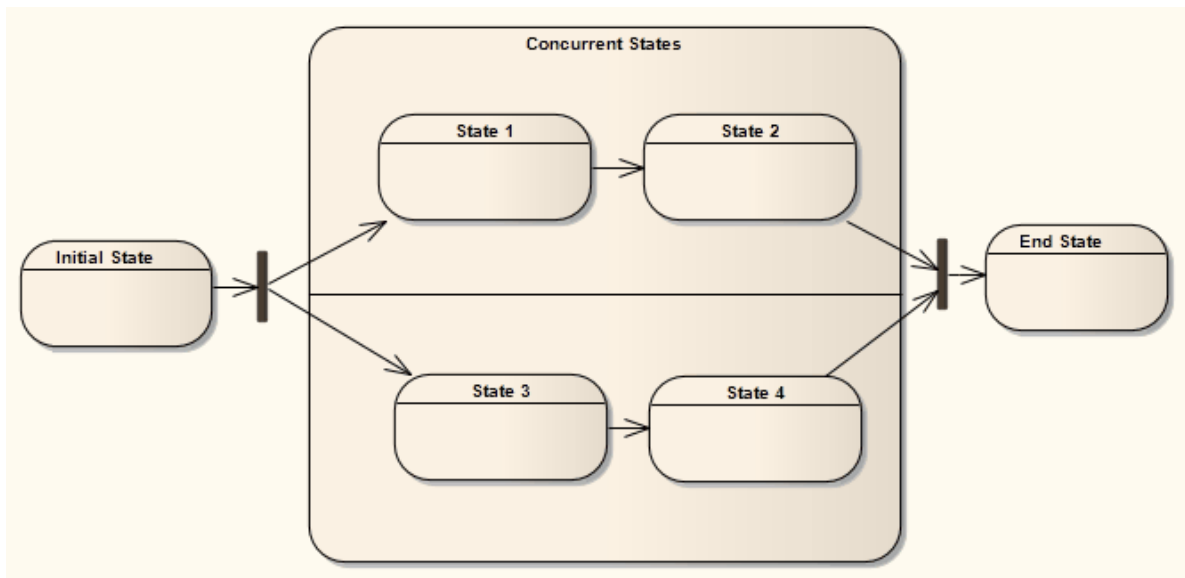 Concurrent States
State 1
State 2
Initial State
End State
State 3
State 4